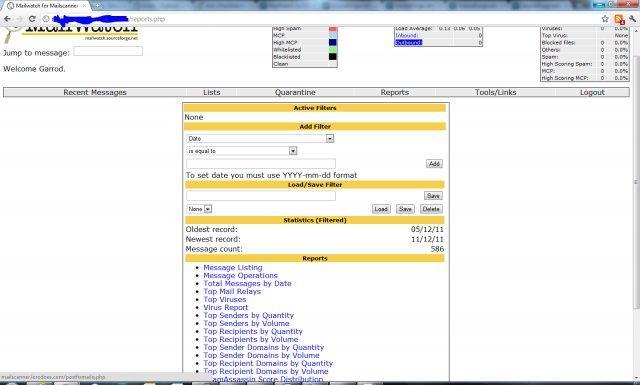 Mailwatch for Mailscanner
/reports.php
MailWatch
mailwatch.sourceforge.net
Jump to message:
Welcome Garrod.
High Spam
MCP
High MCP
Whitelisted
Blacklisted
Clean
Load Average: 0.13 0.06 0.05
Inbound: 0
Outbound: 0
Viruses: 0 0.0%
Top Virus: None
Blocked files: 0 0.0%
Others: 0 0.0%
Spam: 0 0.0%
High Scoring Spam: 0 0.0%
MCP: 0 0.0%
High Scoring MCP: 0 0.0%
Recent Messages Lists Quarantine Reports Tools/Links Logout
Active Filters
None
Add Filter
Date
is equal to
Add
To set date you must use YYYY-mm-dd format
Load/Save Filter
Save
None Load Save Delete
Statistics (Filtered)
Oldest record: 05/12/11
Newest record: 11/12/11
Message count: 586
Reports
Message Listing
Message Operations
Total Messages by Date
Top Mail Relays
Top Viruses
Virus Report
Top Senders by Quantity
Top Senders by Volume
Top Recipients by Quantity
Top Recipients by Volume
Top Sender Domains by Quantity
Top Sender Domains by Volume
Top Recipient Domains by Quantity
Top Recipient Domains by Volume
amAssassin Score Distribution